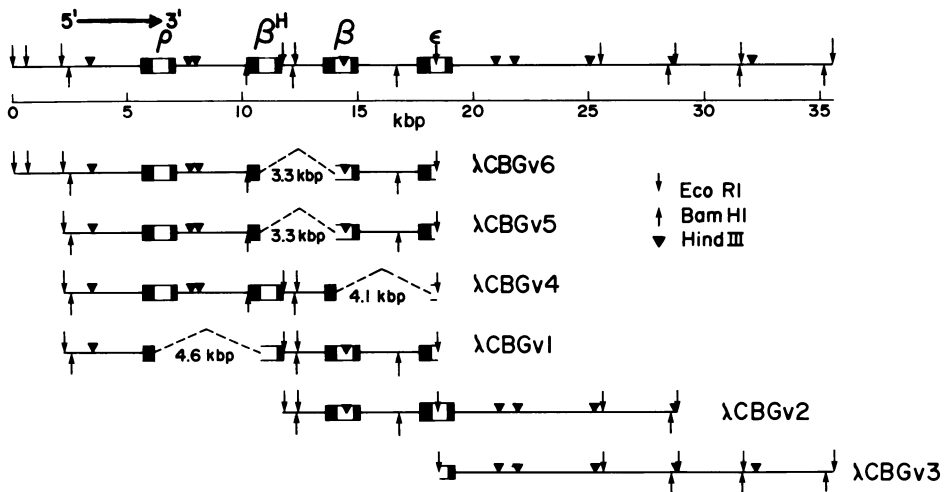 5' 3'
ρ βᴴ β ε
0 5 10 15 20 25 30 35
kbp
3.3 kbp λCBGv6
Eco RI
Bam HI
Hind III
3.3 kbp λCBGv5
4.1 kbp λCBGv4
4.6 kbp λCBGv1
λCBGv2
λCBGv3